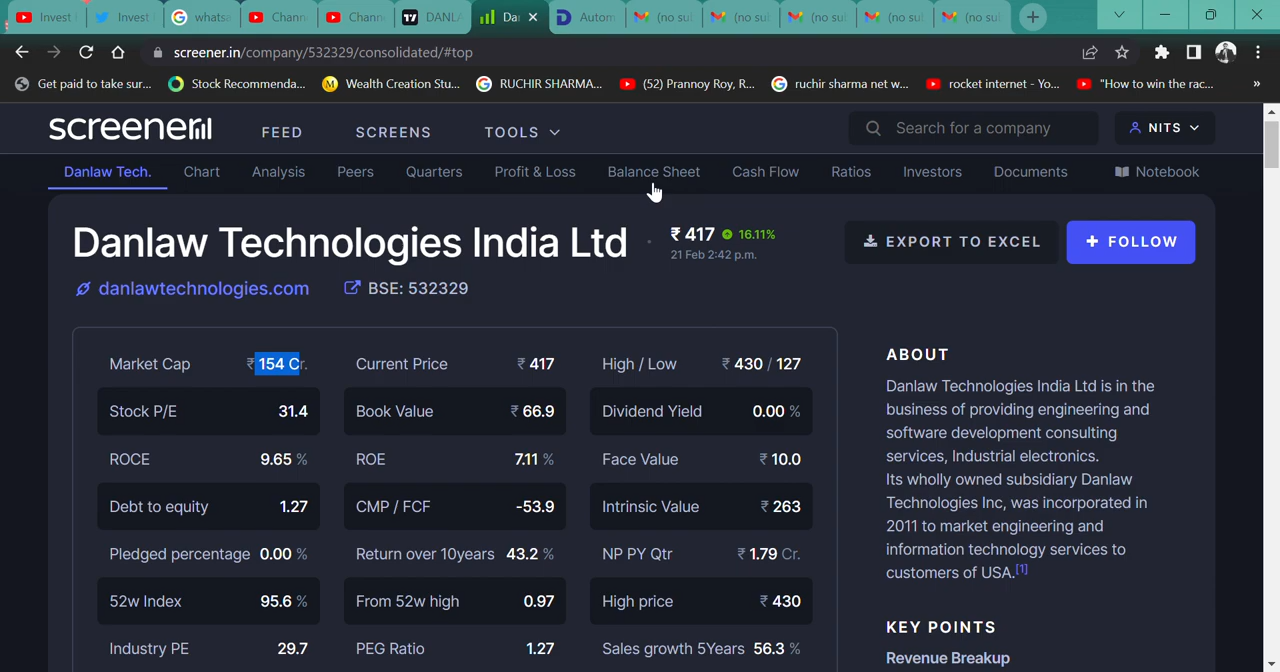 Invest
Invest
whatsa
Chann
Chann
DANLA
Da
Autom
(no sub
(no sub
(no sub
(no sub
(no sub
screener.in/company/532329/consolidated/#top
Get paid to take sur...
Stock Recommenda...
Wealth Creation Stu...
RUCHIR SHARMA...
(52) Prannoy Roy, R...
ruchir sharma net w...
rocket internet - Yo...
"How to win the rac...
»
screener
FEED
SCREENS
TOOLS
Search for a company
NITS
Danlaw Tech.
Chart
Analysis
Peers
Quarters
Profit & Loss
Balance Sheet
Cash Flow
Ratios
Investors
Documents
Notebook
Danlaw Technologies India Ltd
₹ 417 16.11%
21 Feb 2:42 p.m.
EXPORT TO EXCEL
+ FOLLOW
danlawtechnologies.com
BSE: 532329
Market Cap ₹ 154 Cr.
Current Price ₹ 417
High / Low ₹ 430 / 127
Stock P/E 31.4
Book Value ₹ 66.9
Dividend Yield 0.00 %
ROCE 9.65 %
ROE 7.11 %
Face Value ₹ 10.0
Debt to equity 1.27
CMP / FCF -53.9
Intrinsic Value ₹ 263
Pledged percentage 0.00 %
Return over 10years 43.2 %
NP PY Qtr ₹ 1.79 Cr.
52w Index 95.6 %
From 52w high 0.97
High price ₹ 430
Industry PE 29.7
PEG Ratio 1.27
Sales growth 5Years 56.3 %
ABOUT
Danlaw Technologies India Ltd is in the
business of providing engineering and
software development consulting
services, Industrial electronics.
Its wholly owned subsidiary Danlaw
Technologies Inc, was incorporated in
2011 to market engineering and
information technology services to
customers of USA.[1]
KEY POINTS
Revenue Breakup